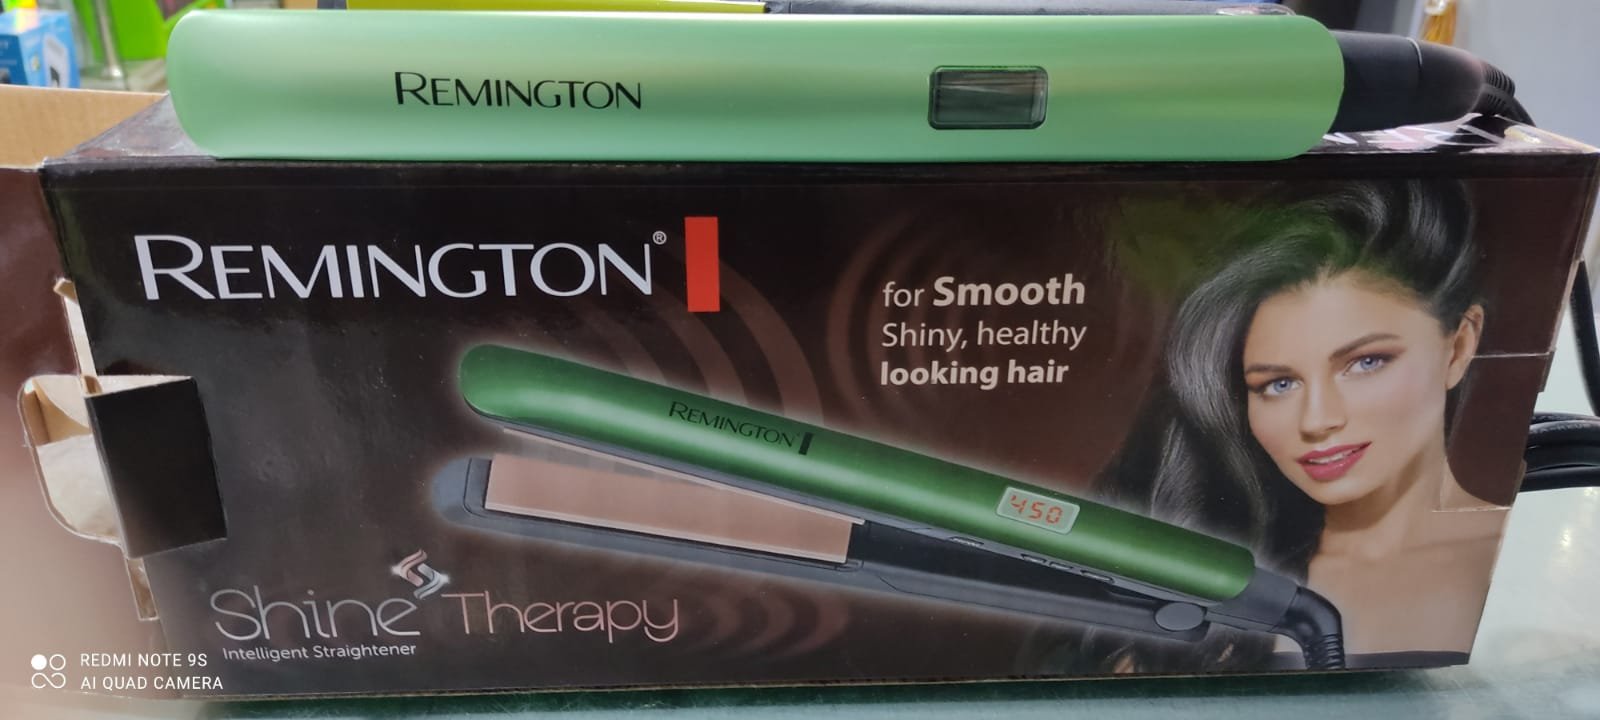 REMINGTON
REMINGTON®
for Smooth
Shiny, healthy
looking hair
REMINGTON
450
Shine Therapy
Intelligent Straightener
REDMI NOTE 9S
AI QUAD CAMERA